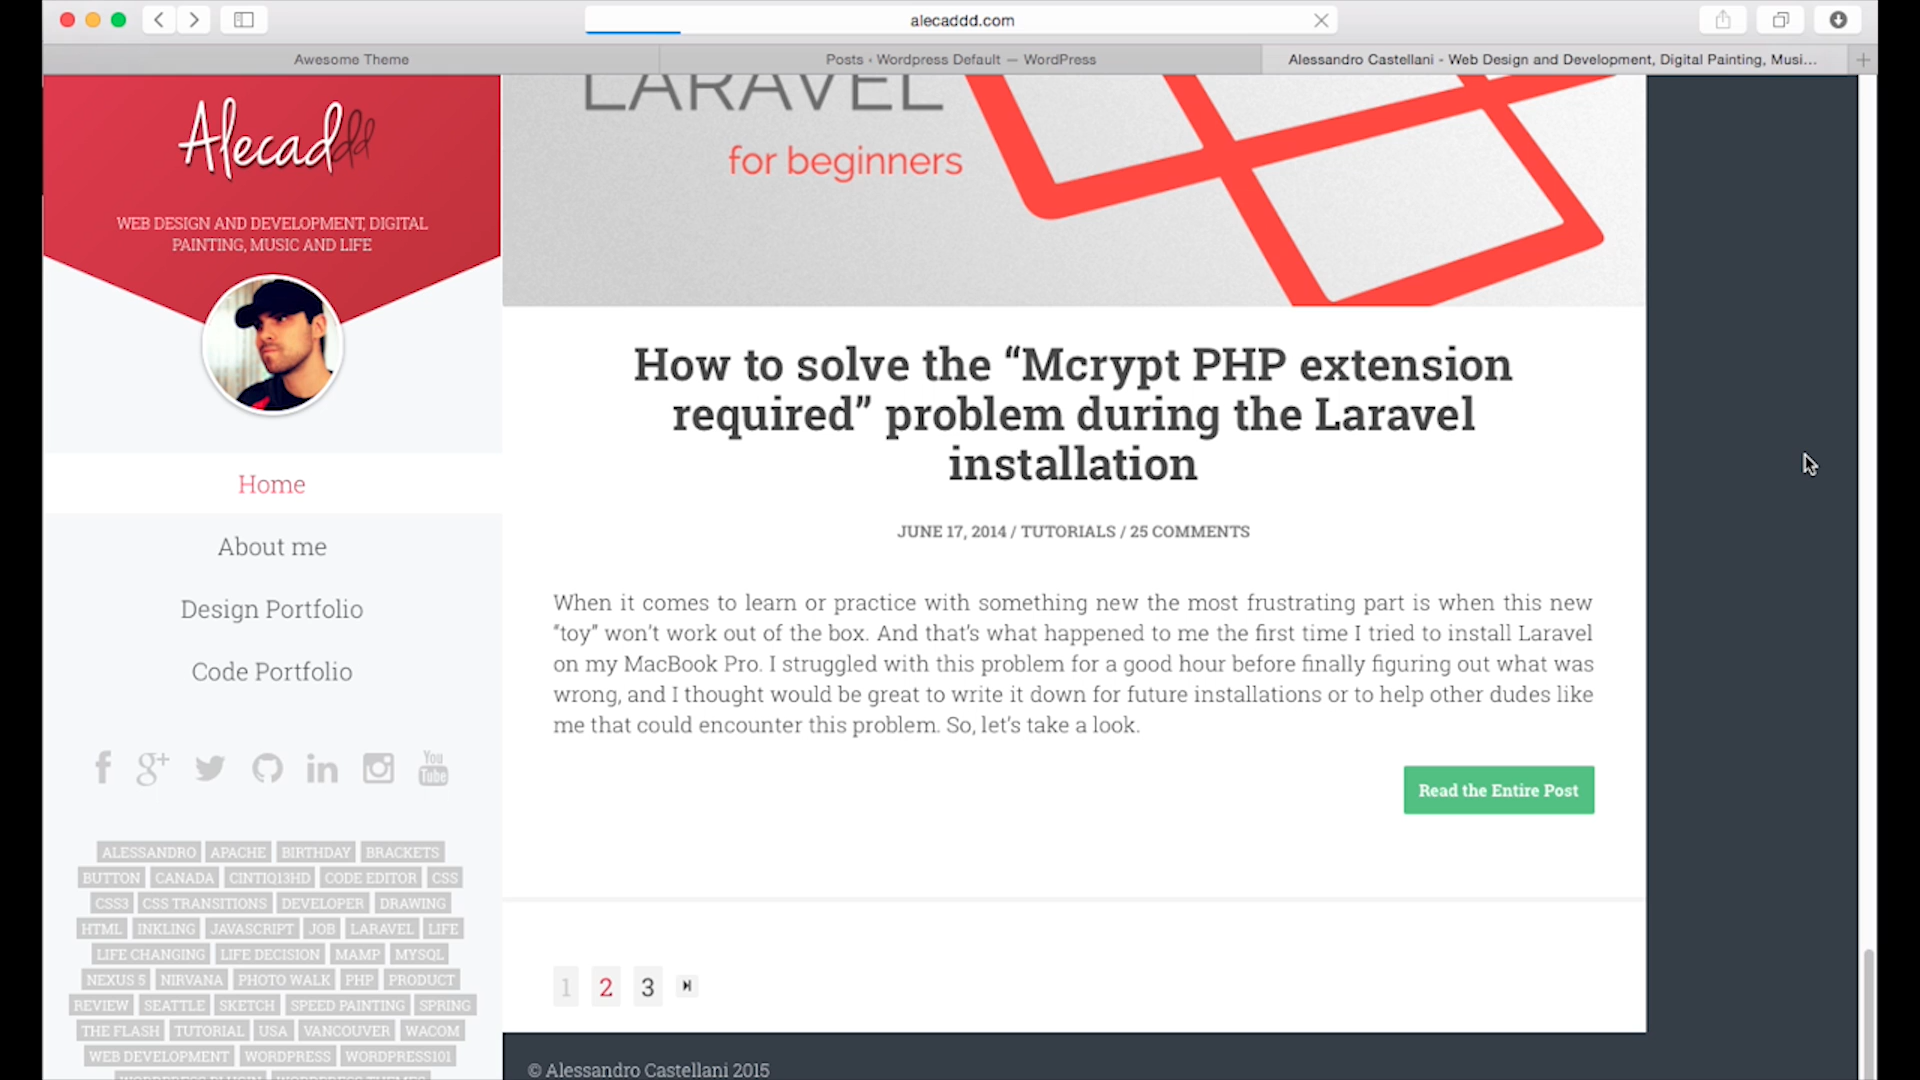 alecaddd.com
Awesome Theme
Posts ‹ Wordpress Default — WordPress
Alessandro Castellani - Web Design and Development, Digital Painting, Musi...
Alecaddd
WEB DESIGN AND DEVELOPMENT, DIGITAL
PAINTING, MUSIC AND LIFE
Home
About me
Design Portfolio
Code Portfolio
You
Tube
ALESSANDRO APACHE BIRTHDAY BRACKETS
BUTTON CANADA CINTIQ13HD CODE EDITOR CSS
CSS3 CSS TRANSITIONS DEVELOPER DRAWING
HTML INKLING JAVASCRIPT JOB LARAVEL LIFE
LIFE CHANGING LIFE DECISION MAMP MYSQL
NEXUS 5 NIRVANA PHOTO WALK PHP PRODUCT
REVIEW SEATTLE SKETCH SPEED PAINTING SPRING
THE FLASH TUTORIAL USA VANCOUVER WACOM
WEB DEVELOPMENT WORDPRESS WORDPRESS101
WORDPRESS PLUGIN WORDPRESS THEMES
LARAVEL
for beginners
How to solve the “Mcrypt PHP extension
required” problem during the Laravel
installation
JUNE 17, 2014 / TUTORIALS / 25 COMMENTS
When it comes to learn or practice with something new the most frustrating part is when this new
“toy” won’t work out of the box. And that’s what happened to me the first time I tried to install Laravel
on my MacBook Pro. I struggled with this problem for a good hour before finally figuring out what was
wrong, and I thought would be great to write it down for future installations or to help other dudes like
me that could encounter this problem. So, let’s take a look.
Read the Entire Post
1 2 3
© Alessandro Castellani 2015